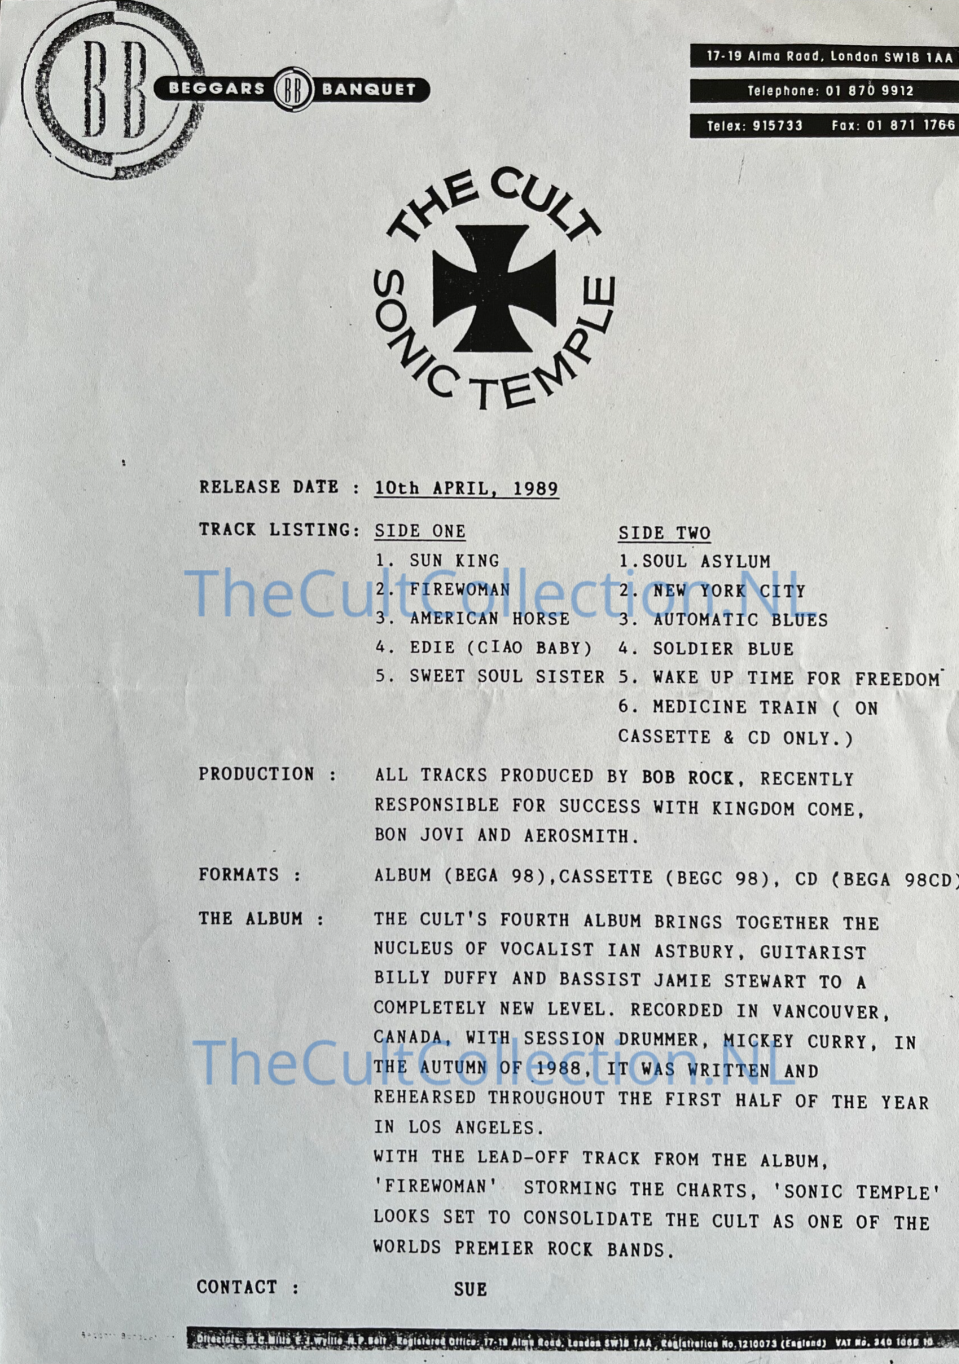 BB
BEGGARS BB BANQUET
17-19 Alma Road, London SW18 1AA
Telephone: 01 870 9912
Telex: 915733 Fax: 01 871 1766
THE CULT
SONIC TEMPLE
RELEASE DATE : 10th APRIL, 1989
TRACK LISTING: SIDE ONE SIDE TWO
1. SUN KING 1.SOUL ASYLUM
TheCultCollection.NL
2. FIREWOMAN 2. NEW YORK CITY
3. AMERICAN HORSE 3. AUTOMATIC BLUES
4. EDIE (CIAO BABY) 4. SOLDIER BLUE
5. SWEET SOUL SISTER 5. WAKE UP TIME FOR FREEDOM
6. MEDICINE TRAIN ( ON
CASSETTE & CD ONLY.)
PRODUCTION : ALL TRACKS PRODUCED BY BOB ROCK, RECENTLY
RESPONSIBLE FOR SUCCESS WITH KINGDOM COME,
BON JOVI AND AEROSMITH.
FORMATS : ALBUM (BEGA 98),CASSETTE (BEGC 98), CD (BEGA 98CD)
THE ALBUM : THE CULT'S FOURTH ALBUM BRINGS TOGETHER THE
NUCLEUS OF VOCALIST IAN ASTBURY, GUITARIST
BILLY DUFFY AND BASSIST JAMIE STEWART TO A
COMPLETELY NEW LEVEL. RECORDED IN VANCOUVER,
CANADA, WITH SESSION DRUMMER, MICKEY CURRY, IN
TheCultCollection.NL
THE AUTUMN OF 1988, IT WAS WRITTEN AND
REHEARSED THROUGHOUT THE FIRST HALF OF THE YEAR
IN LOS ANGELES.
WITH THE LEAD-OFF TRACK FROM THE ALBUM,
'FIREWOMAN' STORMING THE CHARTS, 'SONIC TEMPLE'
LOOKS SET TO CONSOLIDATE THE CULT AS ONE OF THE
WORLDS PREMIER ROCK BANDS.
CONTACT : SUE
Directors: M.C.Mills E.J.Wyllie Registered Office: 17-19 Alma Road, London SW18 1AA, Registration No. 1210073 (England) VAT No.